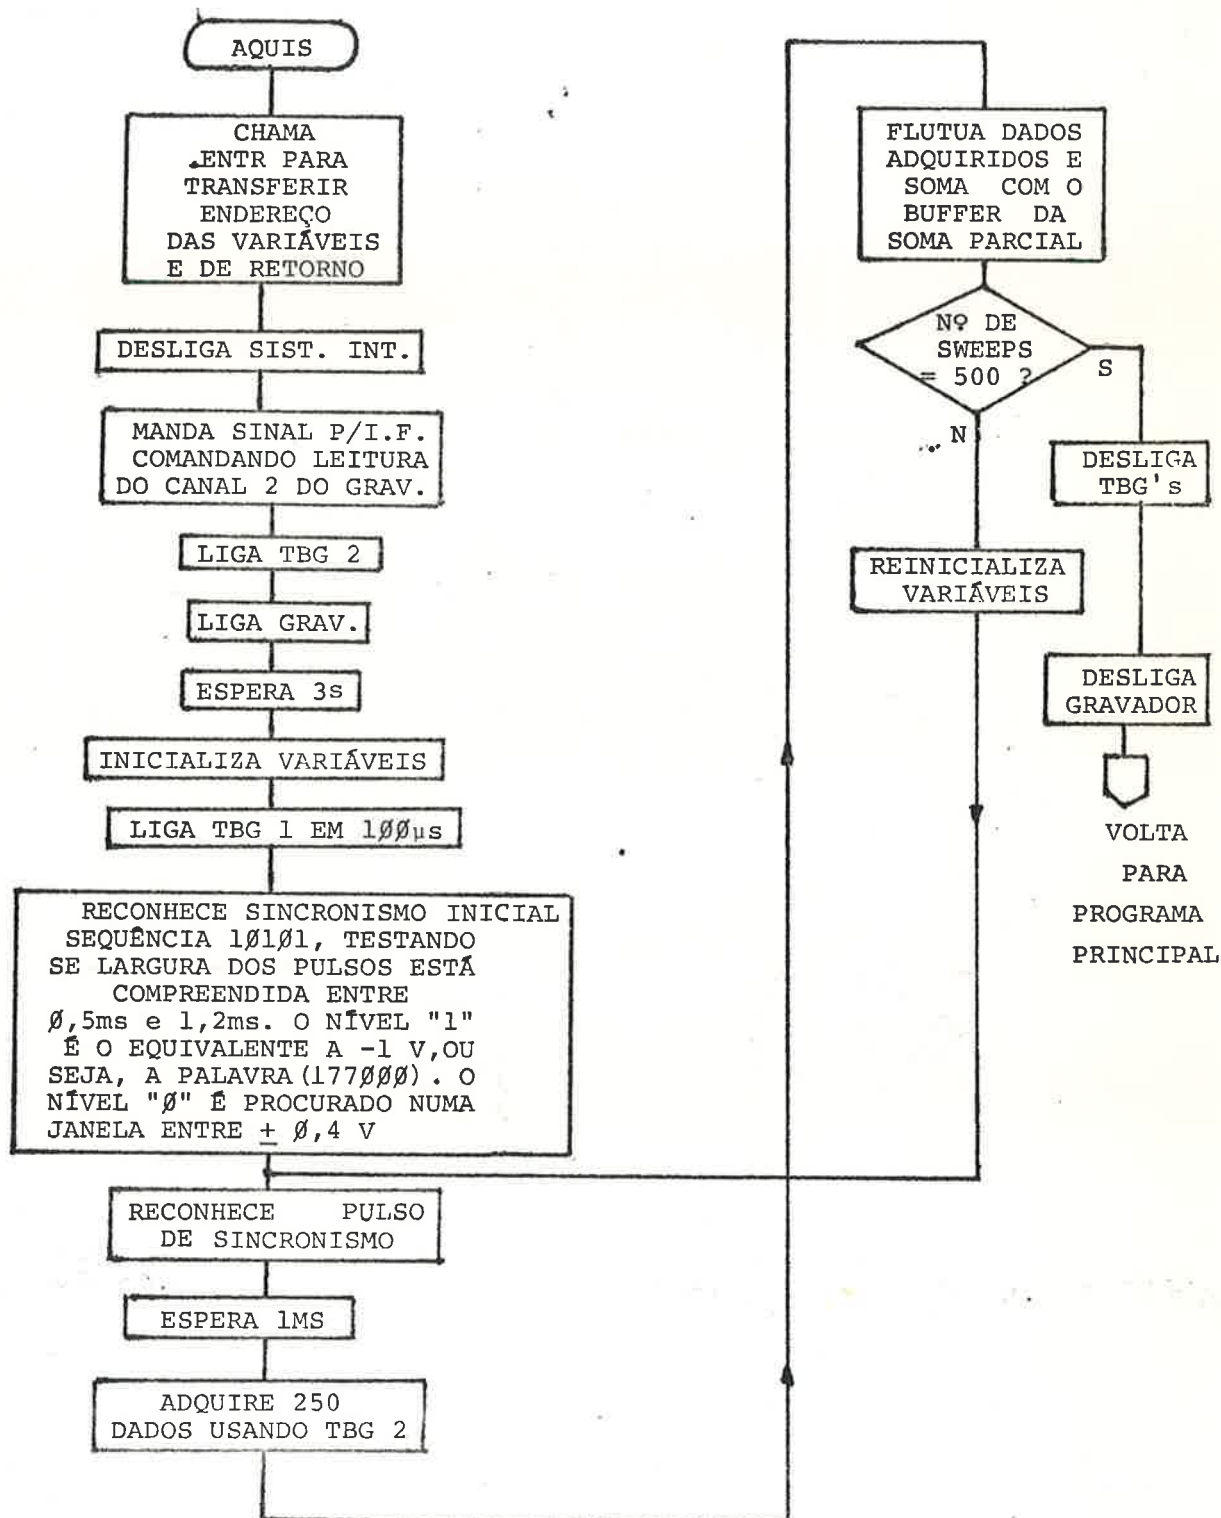 AQUIS
CHAMA
.ENTR PARA
TRANSFERIR
ENDEREÇO
DAS VARIÁVEIS
E DE RETORNO
DESLIGA SIST. INT.
MANDA SINAL P/I.F.
COMANDANDO LEITURA
DO CANAL 2 DO GRAV.
LIGA TBG 2
LIGA GRAV.
ESPERA 3s
INICIALIZA VARIÁVEIS
LIGA TBG 1 EM 1ØØµs
RECONHECE SINCRONISMO INICIAL
SEQUÊNCIA 1Ø1Ø1, TESTANDO
SE LARGURA DOS PULSOS ESTÁ
COMPREENDIDA ENTRE
Ø,5ms e 1,2ms. O NÍVEL "1"
É O EQUIVALENTE A -1 V,OU
SEJA, A PALAVRA (177ØØØ). O
NÍVEL "Ø" É PROCURADO NUMA
JANELA ENTRE ± Ø,4 V
RECONHECE PULSO
DE SINCRONISMO
ESPERA 1MS
ADQUIRE 250
DADOS USANDO TBG 2
FLUTUA DADOS
ADQUIRIDOS E
SOMA COM O
BUFFER DA
SOMA PARCIAL
Nº DE
SWEEPS
= 500 ?
S
N
DESLIGA
TBG's
REINICIALIZA
VARIÁVEIS
DESLIGA
GRAVADOR
VOLTA
PARA
PROGRAMA
PRINCIPAL